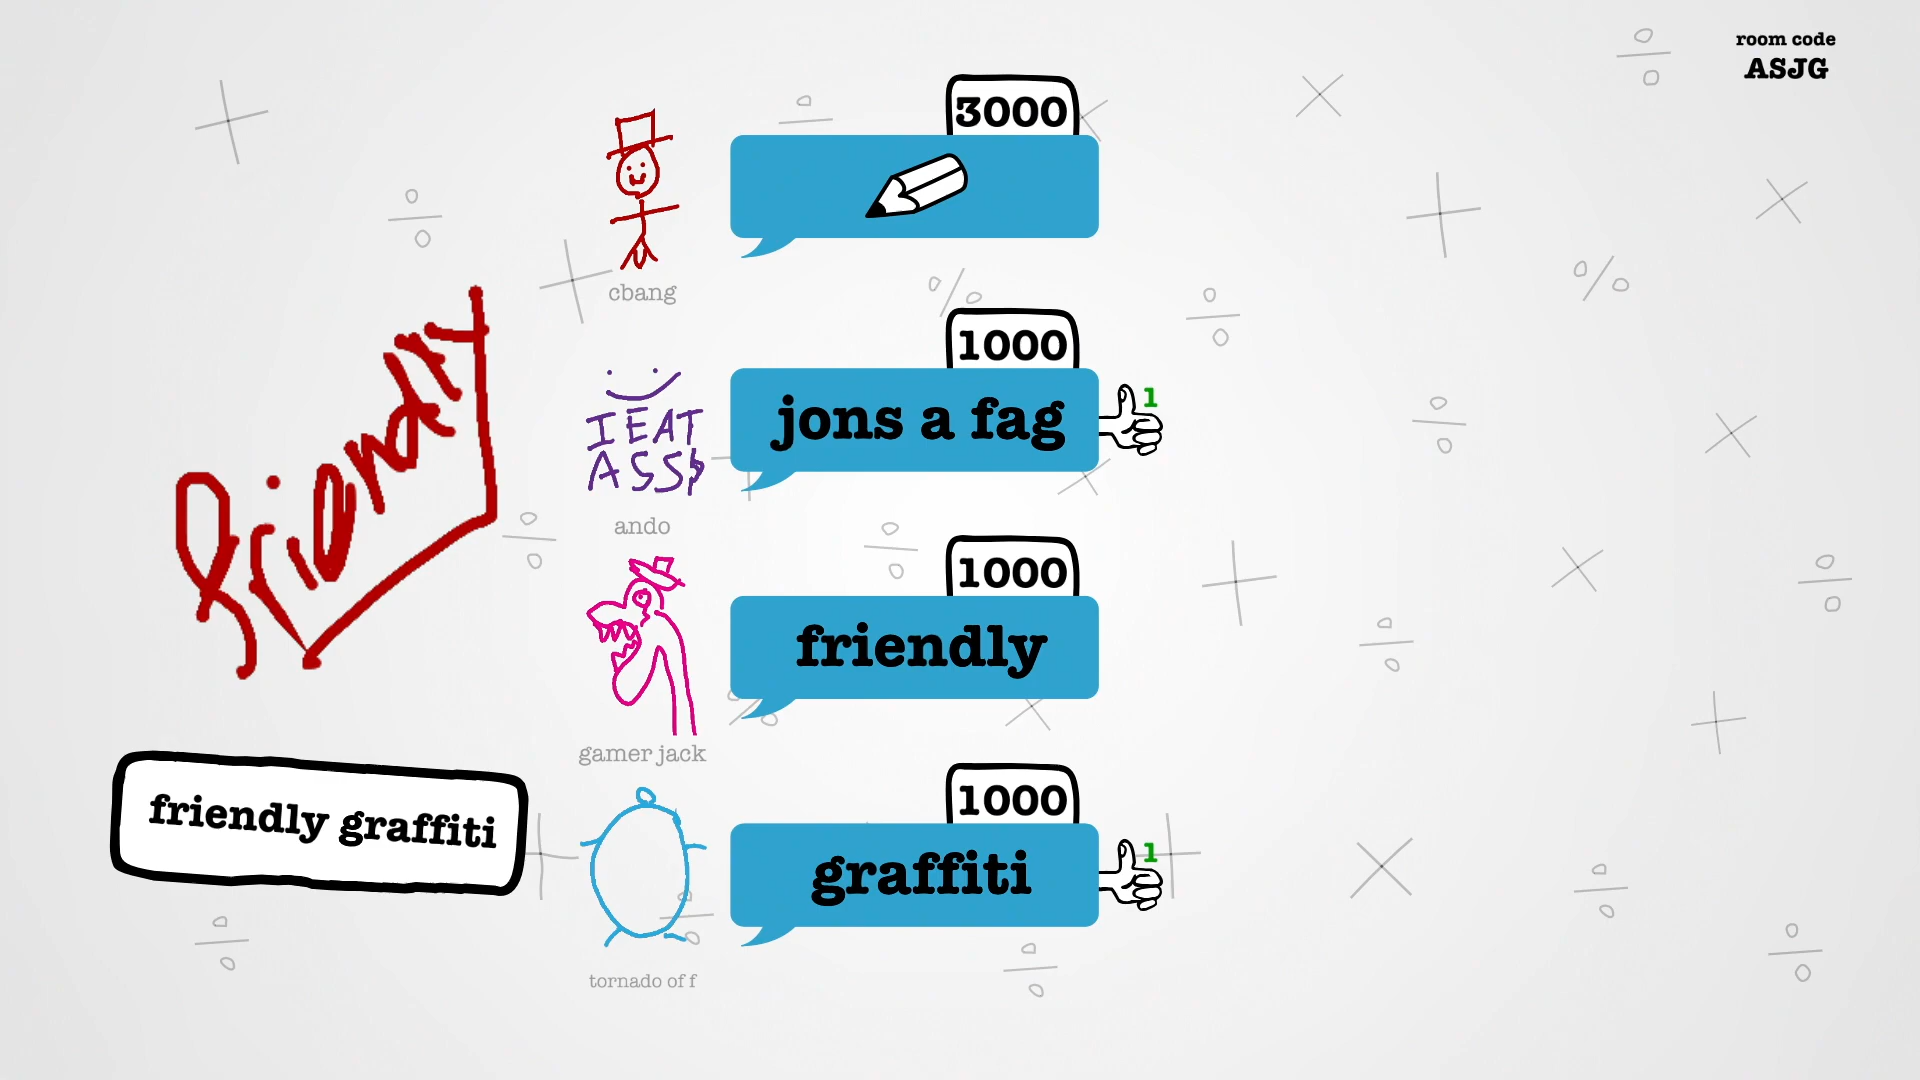 room code
ASJG
3000
cbang
1000
jons a fag
1
I EAT
ASS
ando
Friendly
1000
friendly
gamer jack
friendly graffiti
1000
graffiti
1
tornado of f